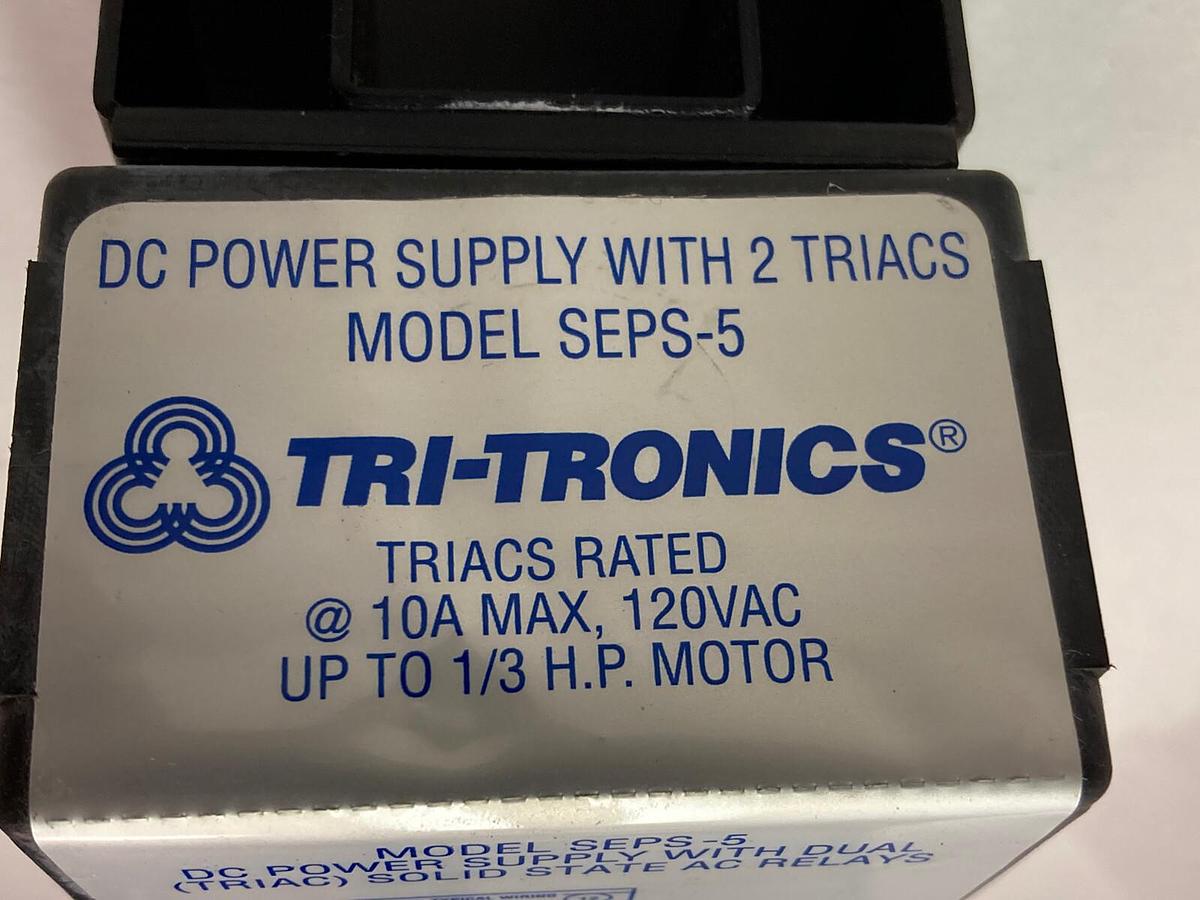 DC POWER SUPPLY WITH 2 TRIACS
MODEL SEPS-5
TRI-TRONICS®
TRIACS RATED
@ 10A MAX, 120VAC
UP TO 1/3 H.P. MOTOR
MODEL SEPS-5
DC POWER SUPPLY WITH DUAL
(TRIAC) SOLID STATE AC RELAYS
WIRING